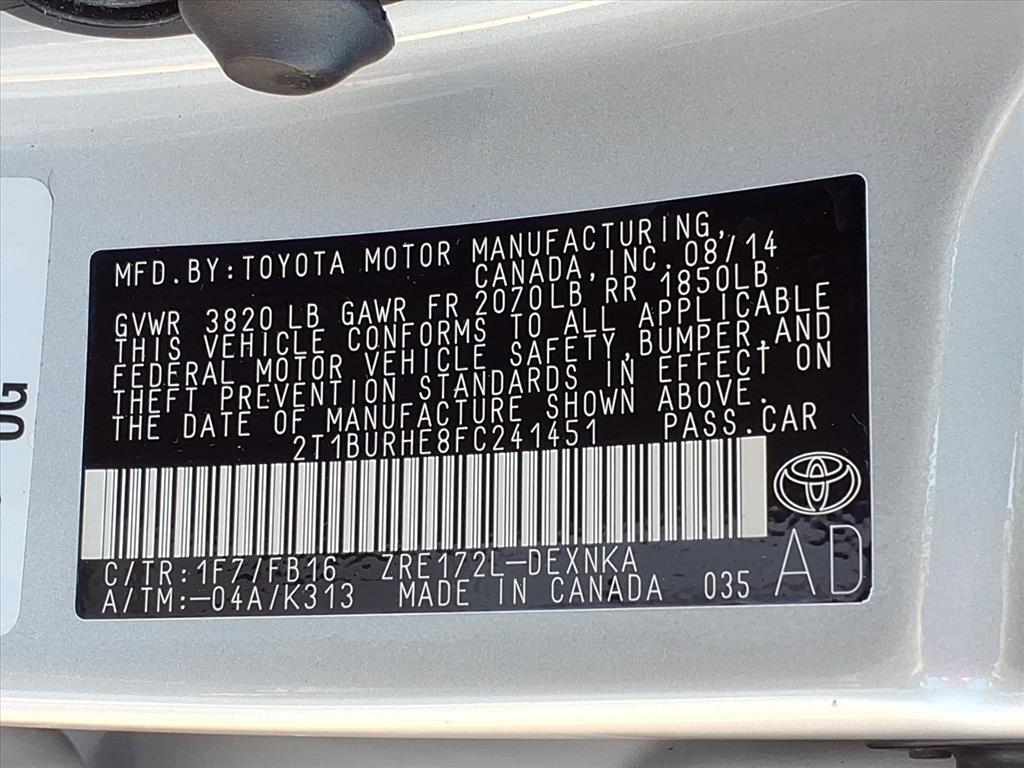 MFD.BY:TOYOTA MOTOR MANUFACTURING,
CANADA,INC.08/14
GVWR 3820 LB GAWR FR 2070LB RR 1850LB
THIS VEHICLE CONFORMS TO ALL APPLICABLE
FEDERAL MOTOR VEHICLE SAFETY,BUMPER,AND
THEFT PREVENTION STANDARDS IN EFFECT ON
THE DATE OF MANUFACTURE SHOWN ABOVE.
2T1BURHE8FC241451 PASS.CAR
C/TR:1F7/FB16 ZRE172L-DEXNKA
A/TM:-04A/K313 MADE IN CANADA 035
AD